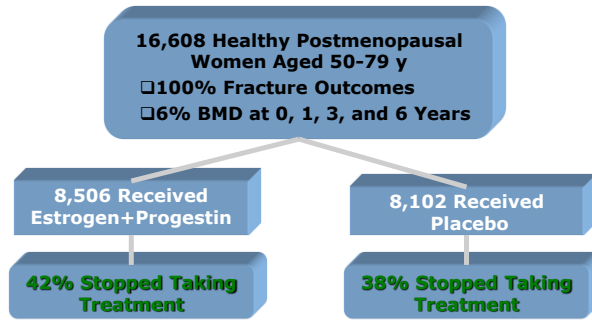 16,608 Healthy Postmenopausal
Women Aged 50-79 y
❑100% Fracture Outcomes
❑6% BMD at 0, 1, 3, and 6 Years
8,506 Received
Estrogen+Progestin
8,102 Received
Placebo
42% Stopped Taking
Treatment
38% Stopped Taking
Treatment